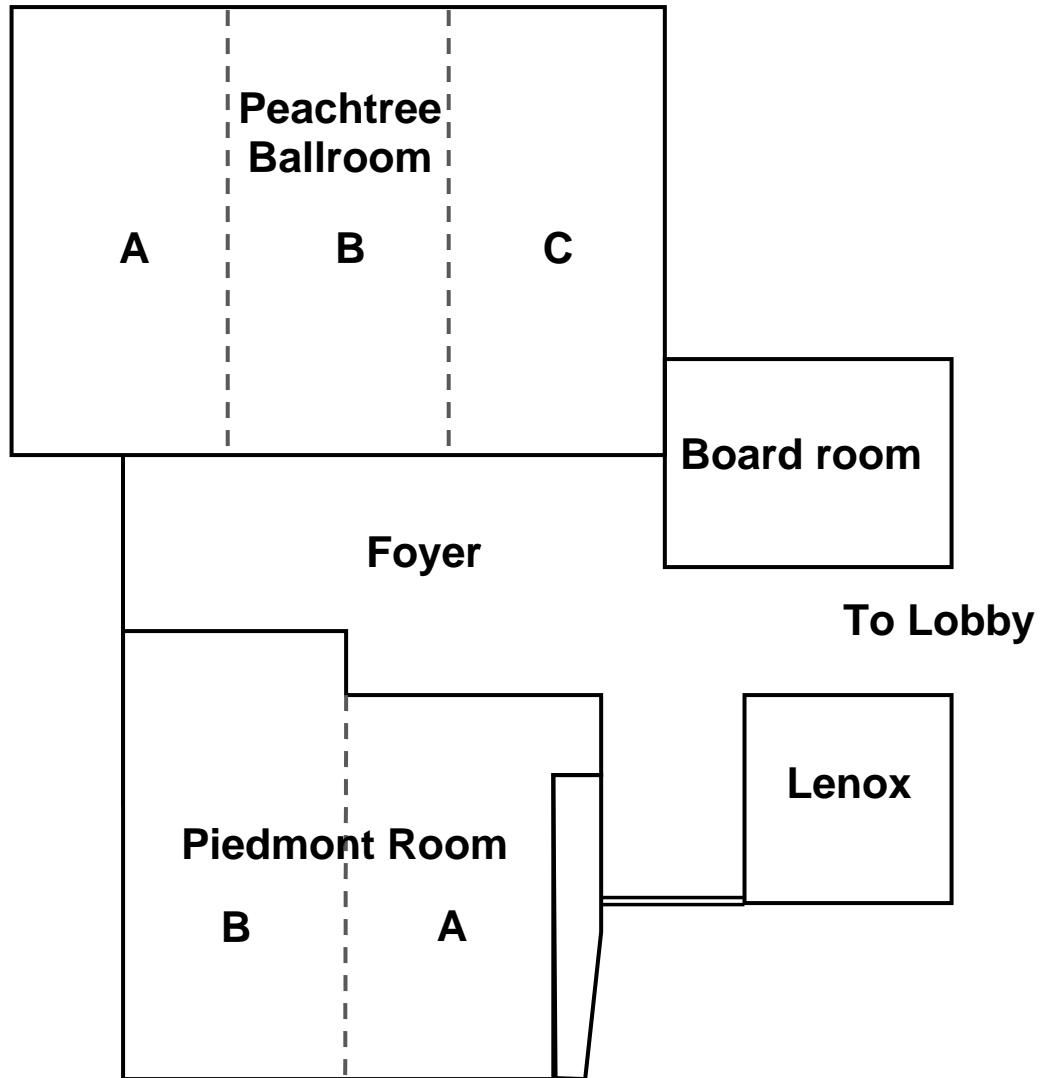 Peachtree
Ballroom
A
B
C
Board room
Foyer
To Lobby
Lenox
Piedmont Room
B
A